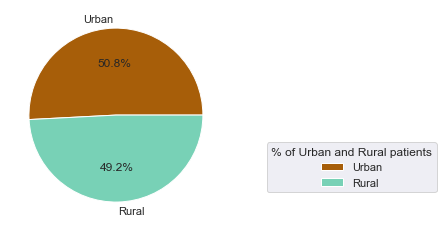 Urban
50.8%
49.2%
Rural
% of Urban and Rural patients
Urban
Rural